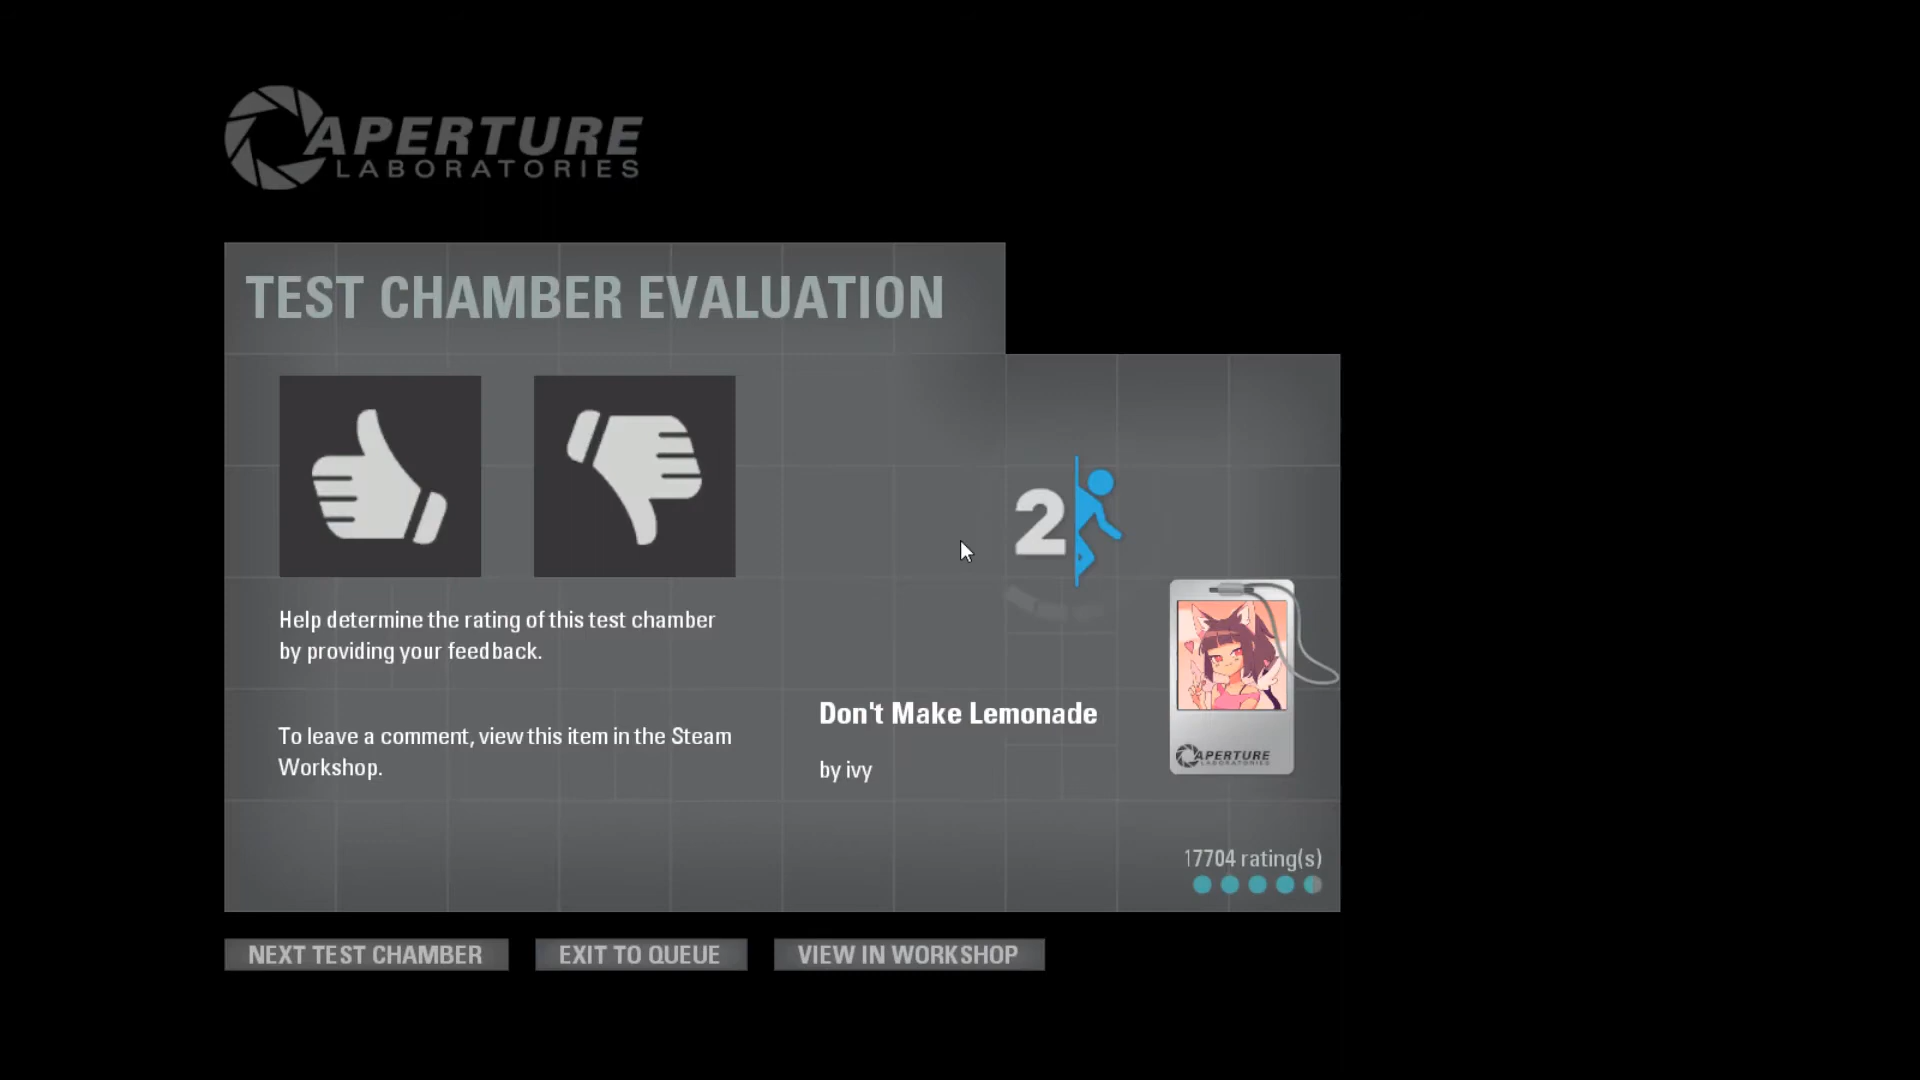 APERTURE
LABORATORIES
TEST CHAMBER EVALUATION
2
Help determine the rating of this test chamber
by providing your feedback.
To leave a comment, view this item in the Steam
Workshop.
Don't Make Lemonade
by ivy
APERTURE
LABORATORIES
17704 rating(s)
NEXT TEST CHAMBER
EXIT TO QUEUE
VIEW IN WORKSHOP